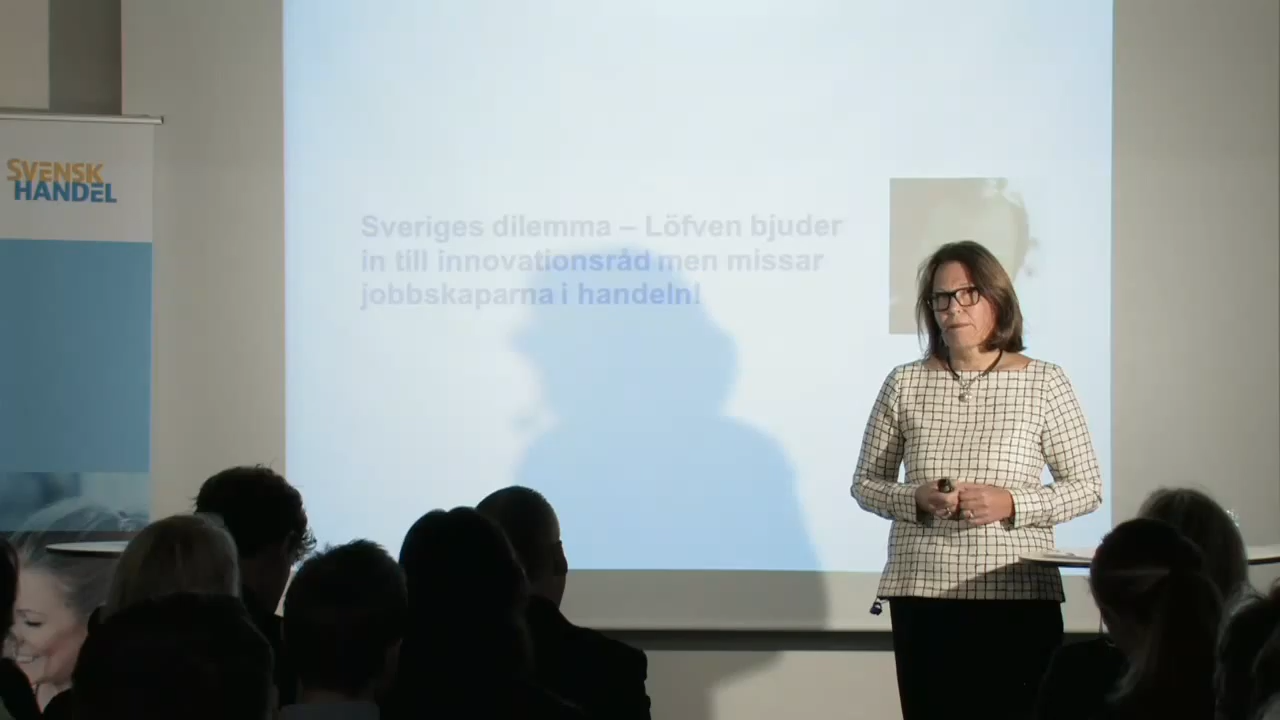 SVENSK
HANDEL
Sveriges dilemma – Löfven bjuder
in till innovationsråd men missar
jobbskaparna i handeln!